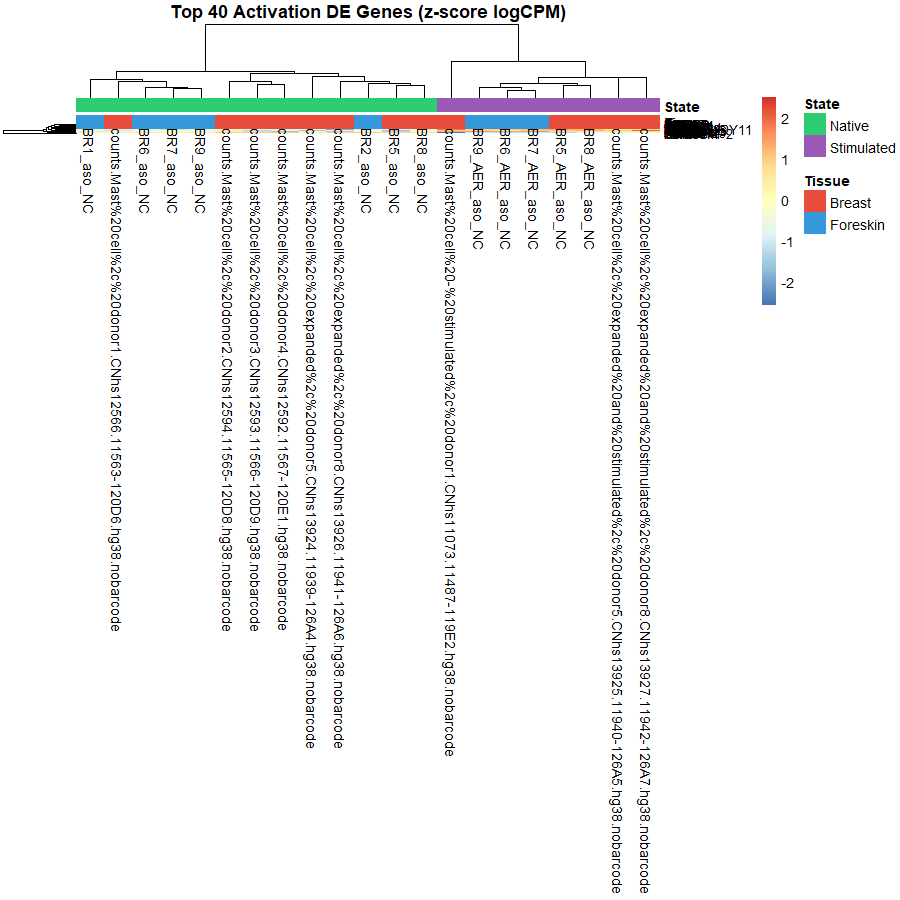 Top 40 Activation DE Genes (z-score logCPM)
State
Tissue
BR1_aso_NC
counts.Mast%20cell%2c%20donor1.CNhs12566.11563-120D6.hg38.nobarcode
BR6_aso_NC
BR7_aso_NC
BR9_aso_NC
counts.Mast%20cell%2c%20donor2.CNhs12594.11565-120D8.hg38.nobarcode
counts.Mast%20cell%2c%20donor3.CNhs12593.11566-120D9.hg38.nobarcode
counts.Mast%20cell%2c%20donor4.CNhs12592.11567-120E1.hg38.nobarcode
counts.Mast%20cell%2c%20expanded%2c%20donor5.CNhs13924.11939-126A4.hg38.nobarcode
counts.Mast%20cell%2c%20expanded%2c%20donor8.CNhs13926.11941-126A6.hg38.nobarcode
BR2_aso_NC
BR5_aso_NC
BR8_aso_NC
counts.Mast%20cell%20-%20stimulated%2c%20donor1.CNhs11073.11487-119E2.hg38.nobarcode
BR9_AER_aso_NC
BR6_AER_aso_NC
BR7_AER_aso_NC
BR5_AER_aso_NC
BR8_AER_aso_NC
counts.Mast%20cell%2c%20expanded%20and%20stimulated%2c%20donor5.CNhs13925.11940-126A5.hg38.nobarcode
counts.Mast%20cell%2c%20expanded%20and%20stimulated%2c%20donor8.CNhs13927.11942-126A7.hg38.nobarcode
2
1
0
-1
-2
State
Native
Stimulated
Tissue
Breast
Foreskin